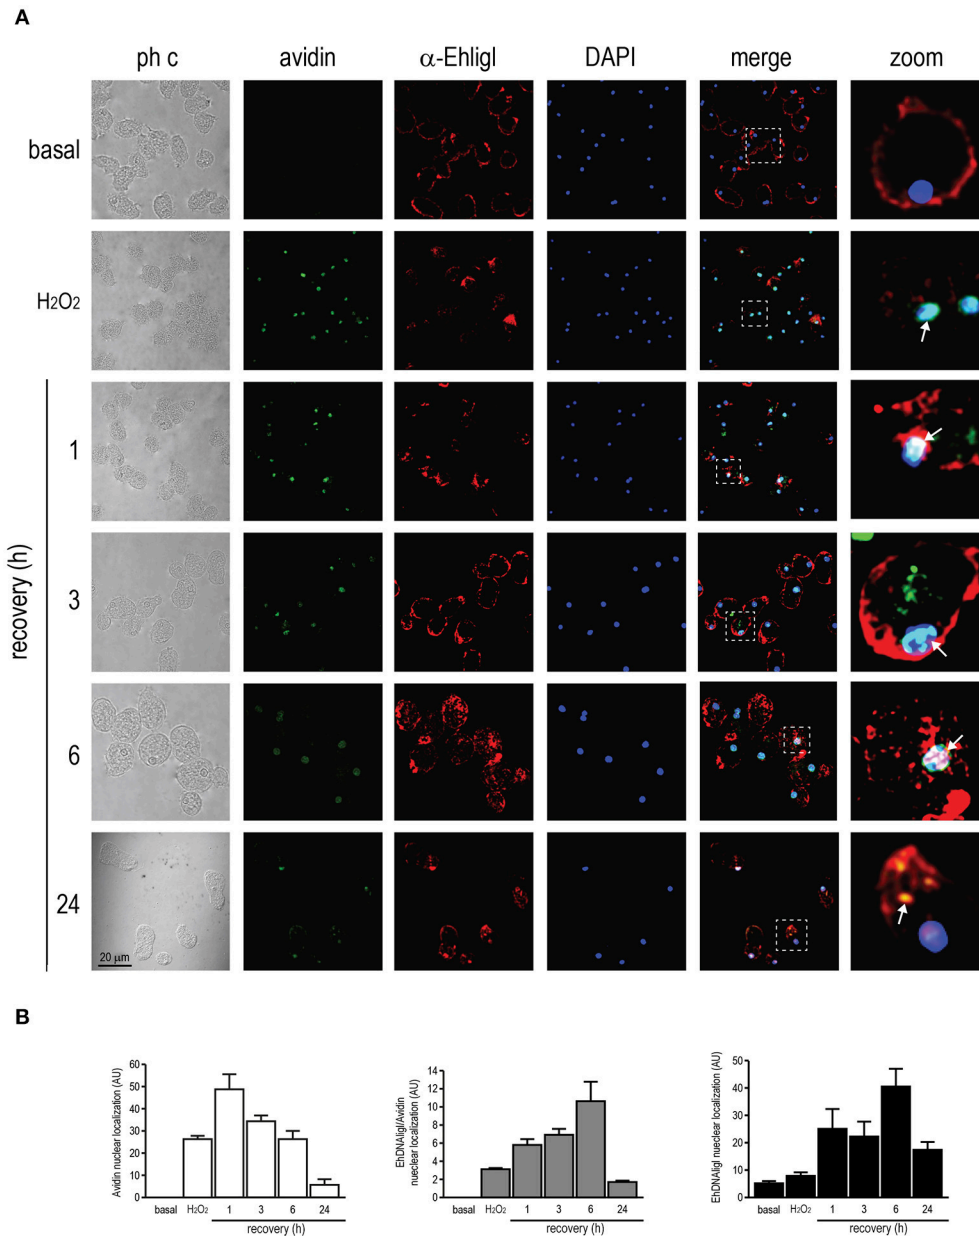 A
ph c avidin α-EhligI DAPI merge zoom
basal
H2O2
recovery (h)
1
3
6
24
20 µm
B
Avidin nuclear localization (AU)
60
50
40
30
20
10
0
basal H2O2 1 3 6 24
recovery (h)
EhDNAligI/Avidin
nueclear localization (AU)
14
12
10
8
6
4
2
0
basal H2O2 1 3 6 24
recovery (h)
EhDNAligI nueclear localization (AU)
50
40
30
20
10
0
basal H2O2 1 3 6 24
recovery (h)